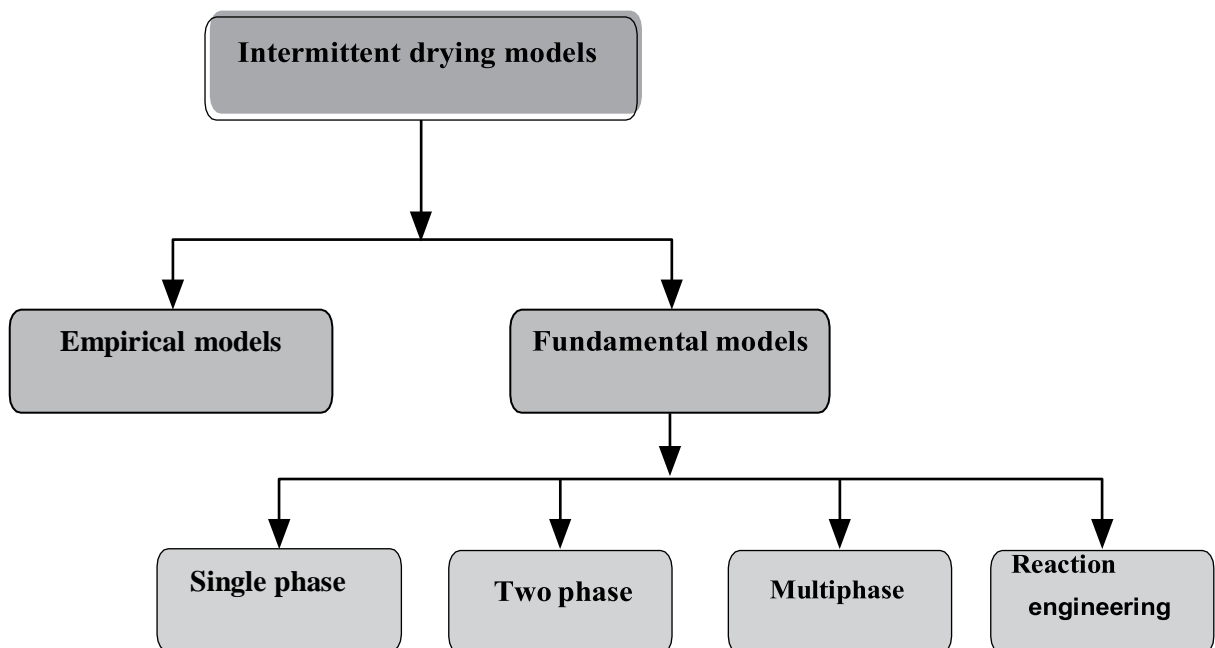 Intermittent drying models
Empirical models
Fundamental models
Single phase
Two phase
Multiphase
Reaction
engineering